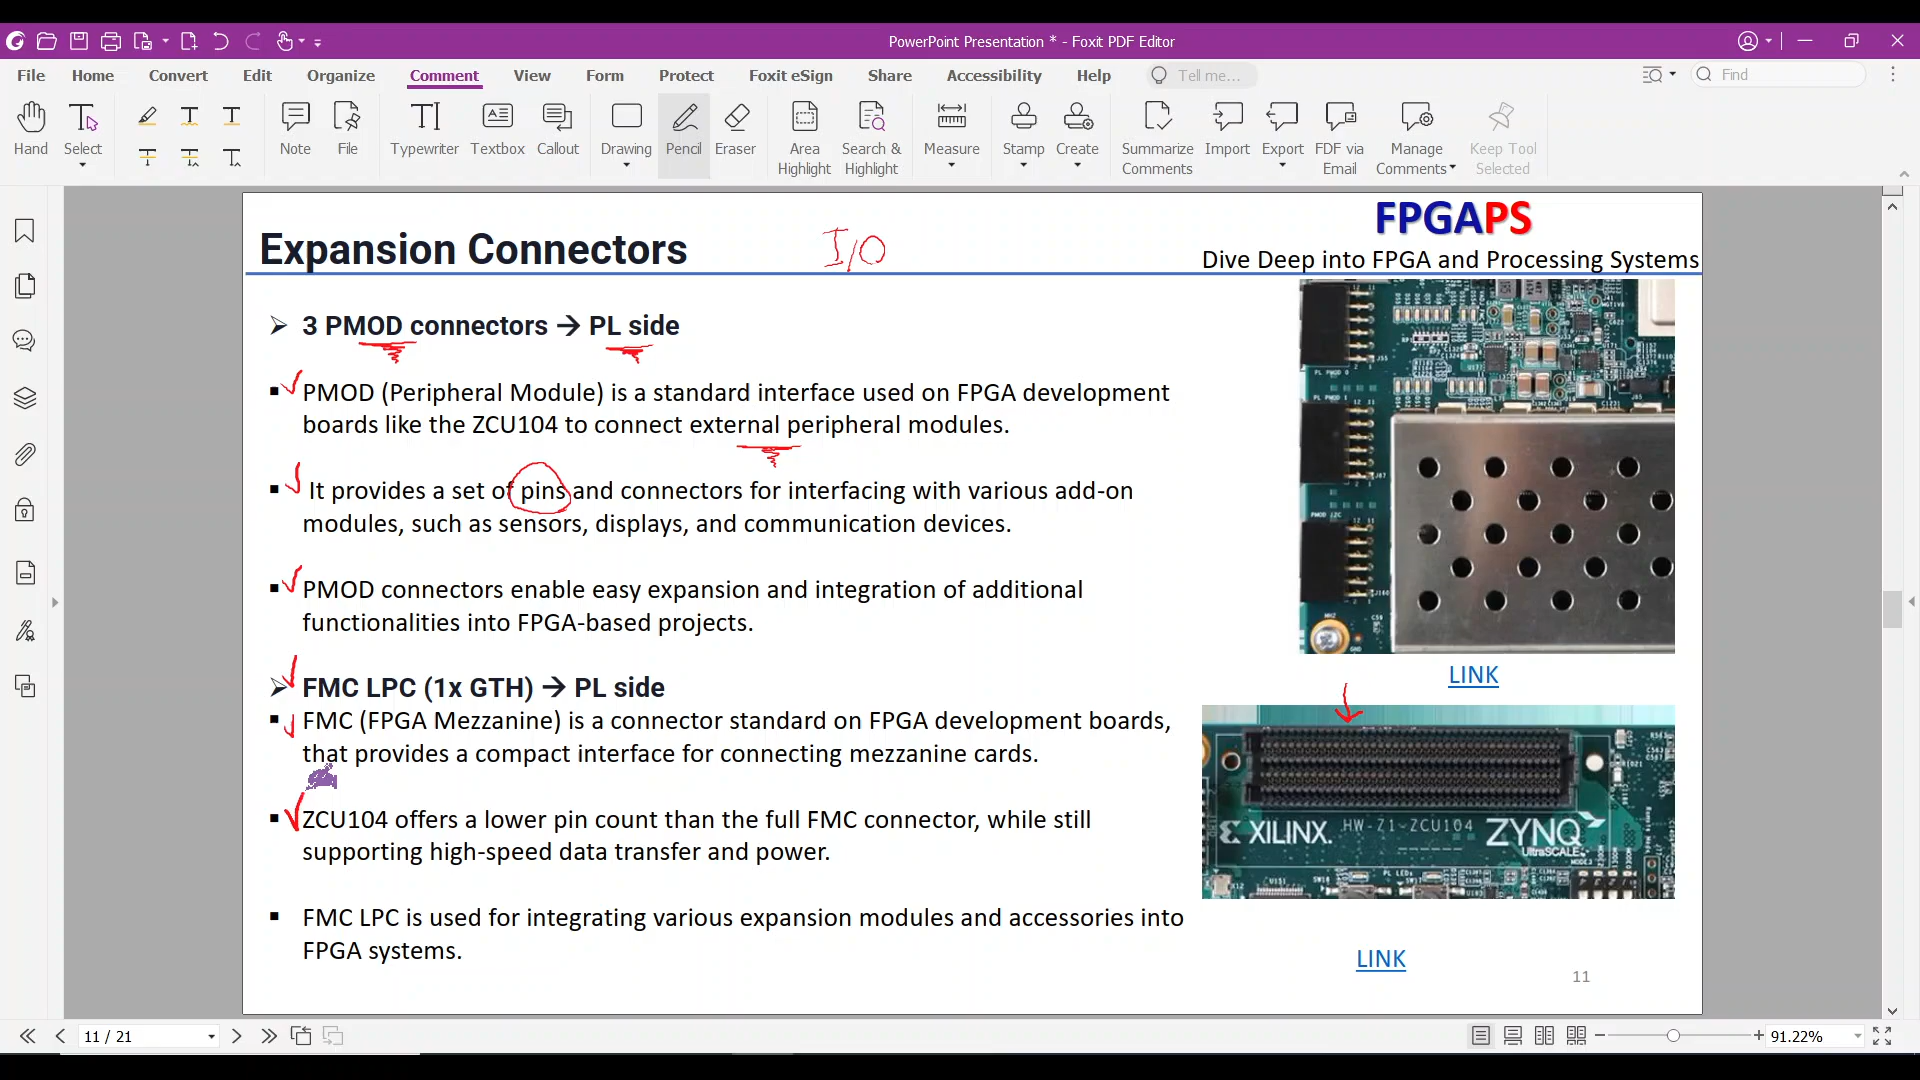 PowerPoint Presentation * - Foxit PDF Editor
File Home Convert Edit Organize Comment View Form Protect Foxit eSign Share Accessibility Help Tell me... Find
Hand Select Note File Typewriter Textbox Callout Drawing Pencil Eraser Area Highlight Search & Highlight Measure Stamp Create Summarize Comments Import Export FDF via Email Manage Comments Keep Tool Selected
FPGAPS
Expansion Connectors I/O
Dive Deep into FPGA and Processing Systems
3 PMOD connectors → PL side
PMOD (Peripheral Module) is a standard interface used on FPGA development
boards like the ZCU104 to connect external peripheral modules.
It provides a set of pins and connectors for interfacing with various add-on
modules, such as sensors, displays, and communication devices.
PMOD connectors enable easy expansion and integration of additional
functionalities into FPGA-based projects.
LINK
FMC LPC (1x GTH) → PL side
FMC (FPGA Mezzanine) is a connector standard on FPGA development boards,
that provides a compact interface for connecting mezzanine cards.
ZCU104 offers a lower pin count than the full FMC connector, while still
supporting high-speed data transfer and power.
XILINX. HW-Z1-ZCU104 ZYNQ
UltraSCALE
FMC LPC is used for integrating various expansion modules and accessories into
FPGA systems.
LINK
11
11 / 21
91.22%